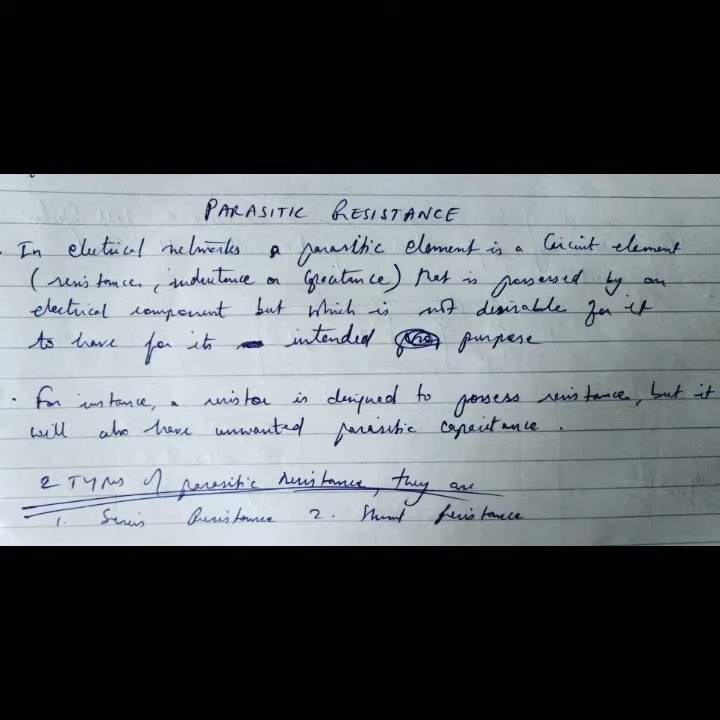 PARASITIC RESISTANCE
· In electrical networks a parasitic element is a Circuit element
(resistance, inductance or Capacitance) that is possessed by an
electrical component but which is not desirable for it
to have for its intended purpose
· For instance, a resistor is designed to possess resistance, but it
will also have unwanted parasitic capacitance .
2 TYPES of parasitic resistance, they are
1. Series Resistance 2. Shunt Resistance